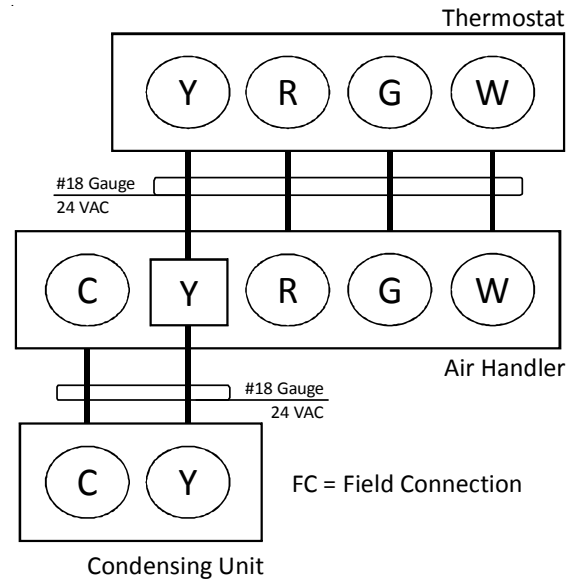 Thermostat
Y R G W
#18 Gauge
24 VAC
C Y R G W
Air Handler
#18 Gauge
24 VAC
C Y
FC = Field Connection
Condensing Unit